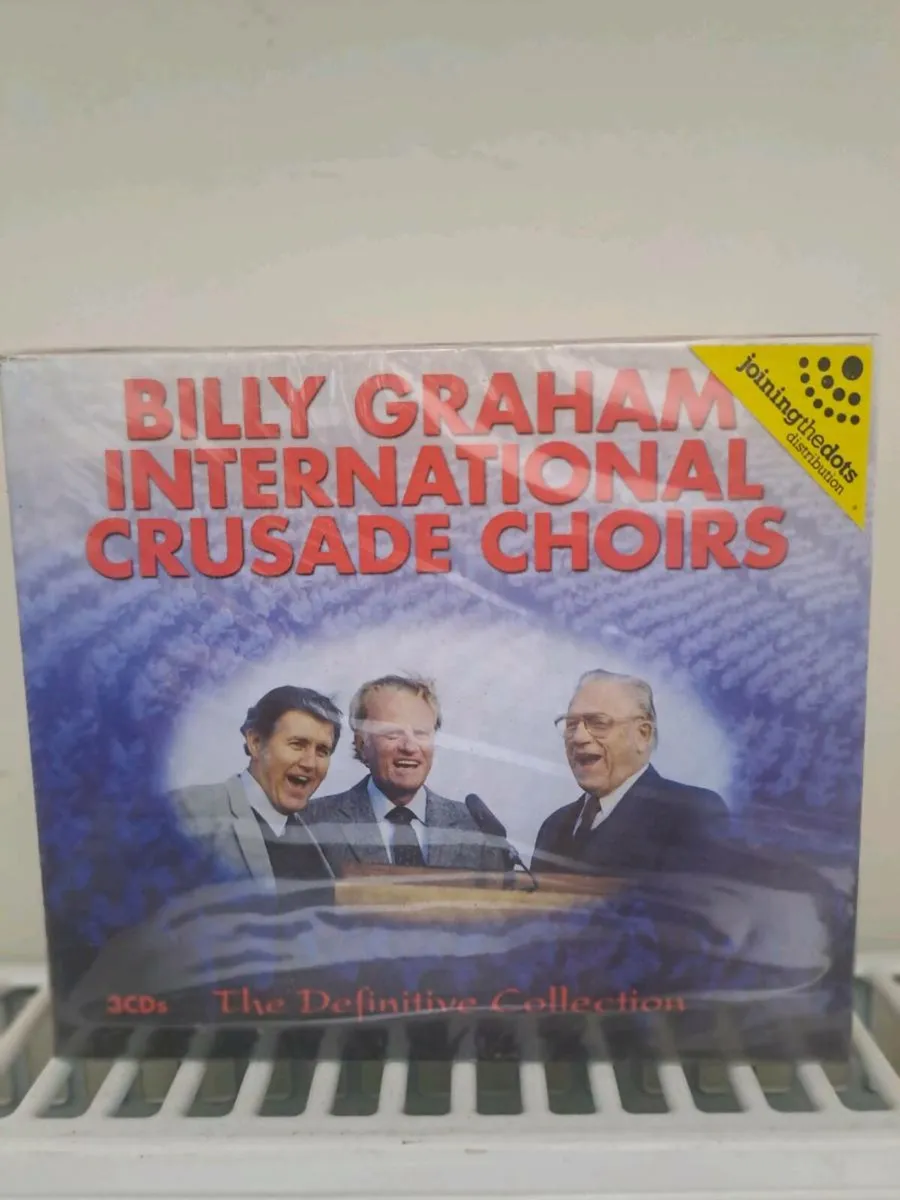 BILLY GRAHAM
INTERNATIONAL
CRUSADE CHOIRS
joiningthedots
distribution
3CDs The Definitive Collection